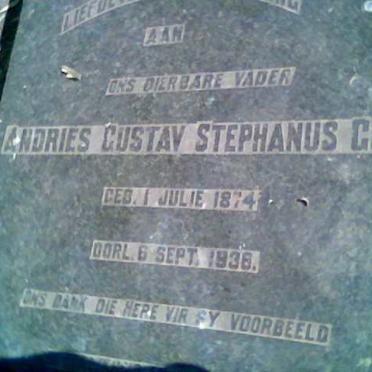 AAN
ONS DIERBARE VADER
ANDRIES GUSTAV STEPHANUS
GEB. 1 JULIE 1874
OORL. 6 SEPT. 1938.
ONS DANK DIE HERE VIR SY VOORBEELD